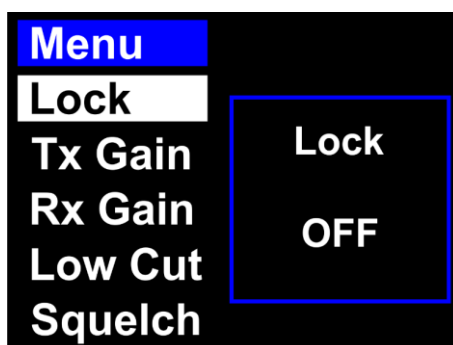 Menu
Lock
Tx Gain
Rx Gain
Low Cut
Squelch
Lock
OFF